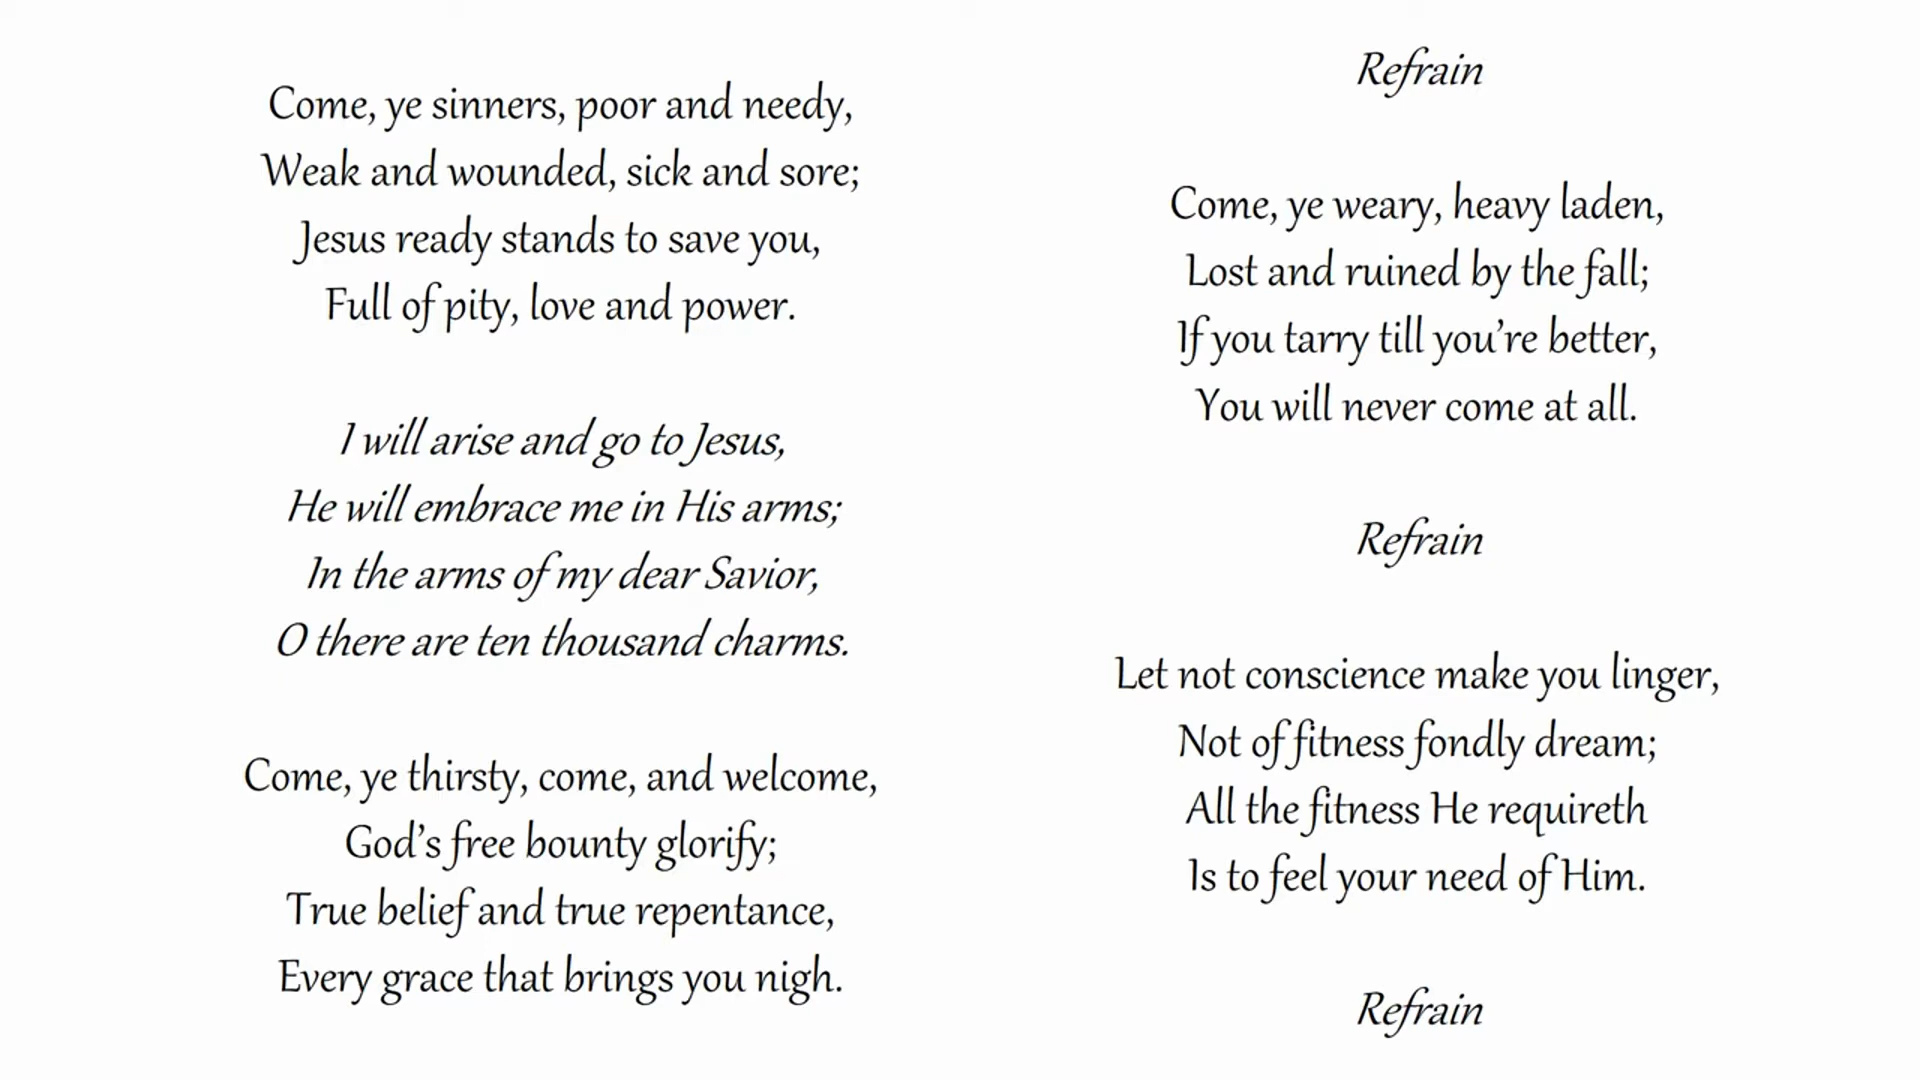 Come, ye sinners, poor and needy,
Weak and wounded, sick and sore;
Jesus ready stands to save you,
Full of pity, love and power.
I will arise and go to Jesus,
He will embrace me in His arms;
In the arms of my dear Savior,
O there are ten thousand charms.
Come, ye thirsty, come, and welcome,
God’s free bounty glorify;
True belief and true repentance,
Every grace that brings you nigh.
Refrain
Come, ye weary, heavy laden,
Lost and ruined by the fall;
If you tarry till you’re better,
You will never come at all.
Refrain
Let not conscience make you linger,
Not of fitness fondly dream;
All the fitness He requireth
Is to feel your need of Him.
Refrain